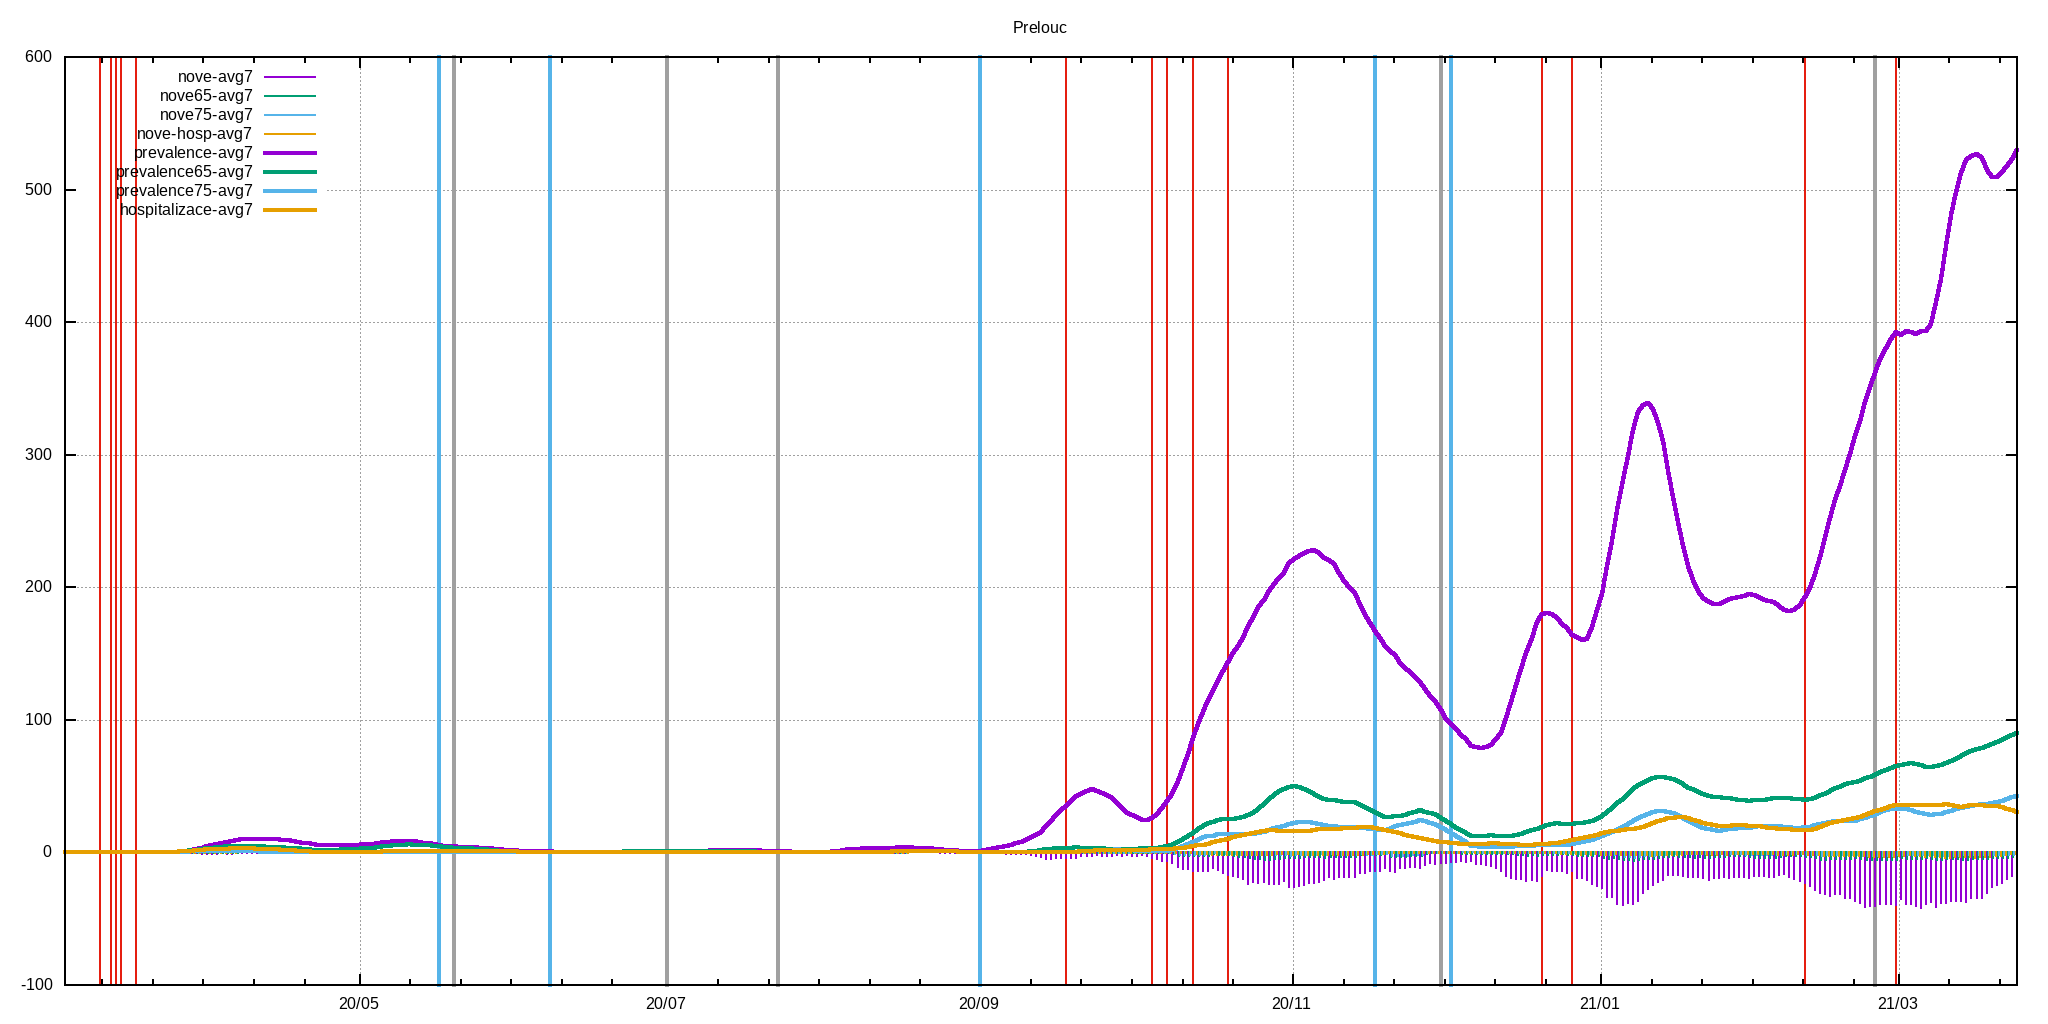 Prelouc
600
nove-avg7
nove65-avg7
nove75-avg7
nove-hosp-avg7
prevalence-avg7
prevalence65-avg7
prevalence75-avg7
hospitalizace-avg7
500
400
300
200
100
0
-100
20/05 20/07 20/09 20/11 21/01 21/03